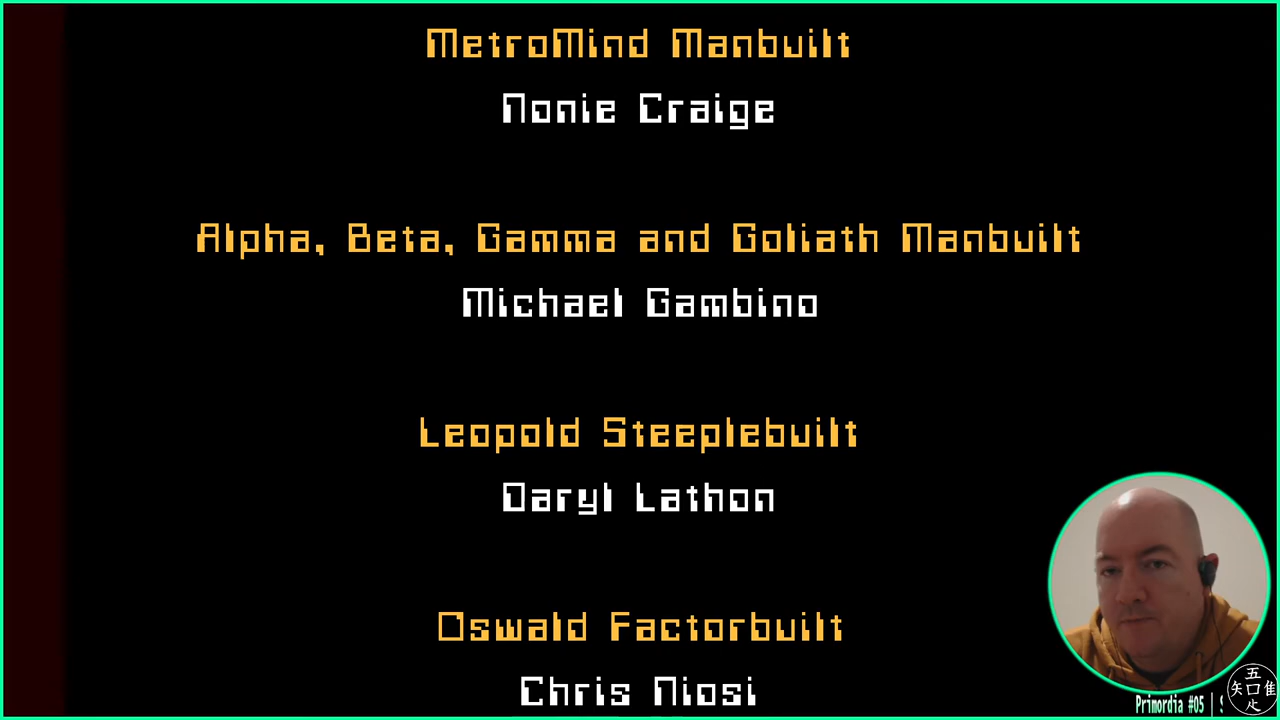 MetroMind Manbuilt
Nonie Craige
Alpha, Beta, Gamma and Goliath Manbuilt
Michael Gambino
Leopold Steeplebuilt
Daryl Lathon
Oswald Factorbuilt
Chris Niosi
Primordia #05 |
五
矢口隹
止